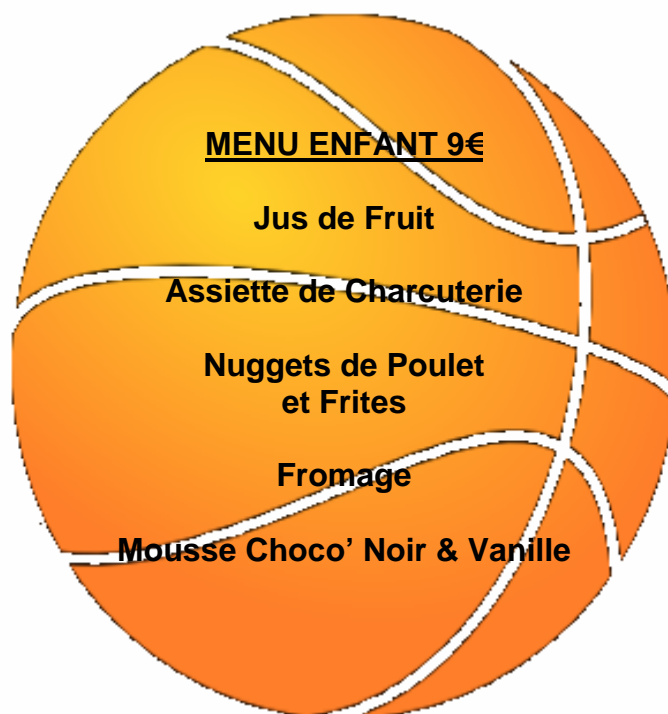 MENU ENFANT 9€
Jus de Fruit
Assiette de Charcuterie
Nuggets de Poulet
et Frites
Fromage
Mousse Choco’ Noir & Vanille